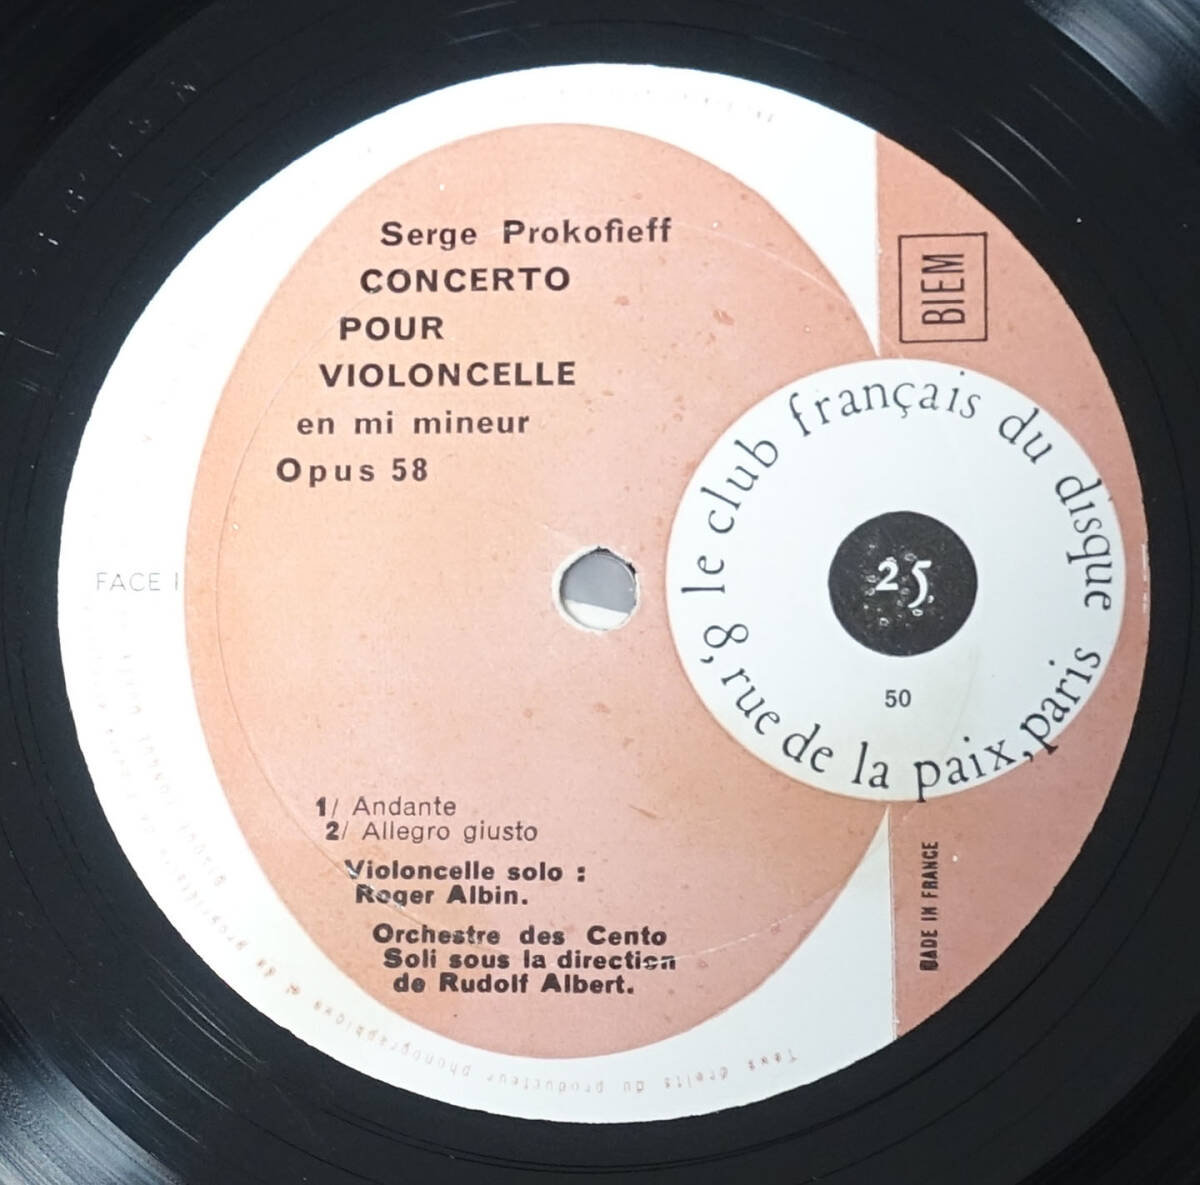 Serge Prokofieff
CONCERTO
POUR
VIOLONCELLE
en mi mineur
Opus 58
BIEM
le club français du disque
8, rue de la paix, paris
25
50
FACE I
1/ Andante
2/ Allegro giusto
Violoncelle solo :
Roger Albin.
Orchestre des Cento
Soli sous la direction
de Rudolf Albert.
MADE IN FRANCE
Tous droits du producteur phonographique et du